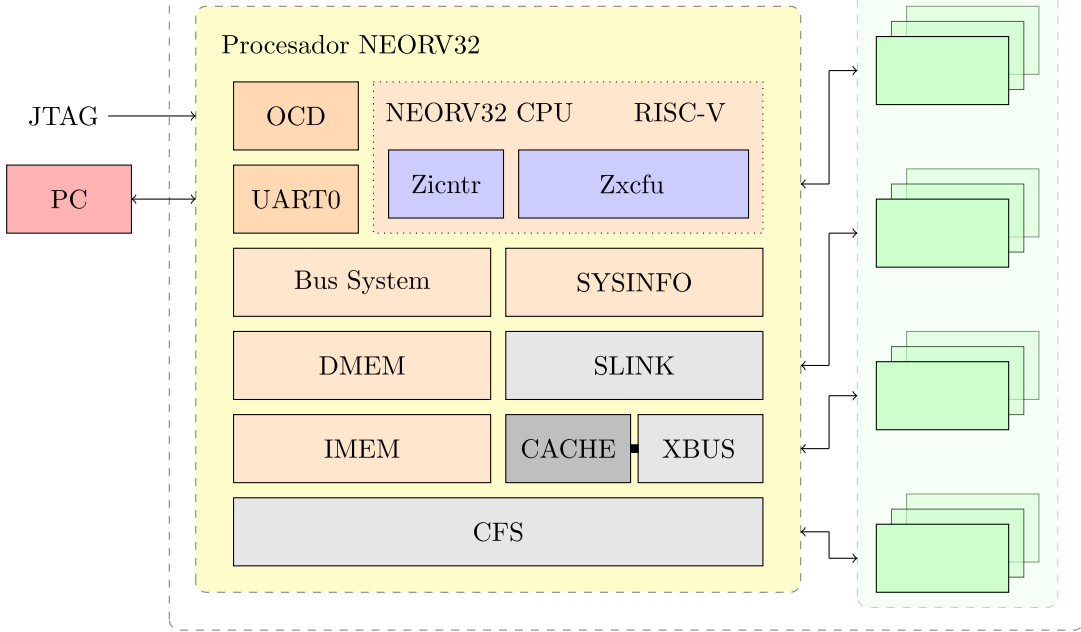 Procesador NEORV32
JTAG
OCD
NEORV32 CPU RISC-V
PC
UART0
Zicntr
Zxcfu
Bus System
SYSINFO
DMEM
SLINK
IMEM
CACHE
XBUS
CFS